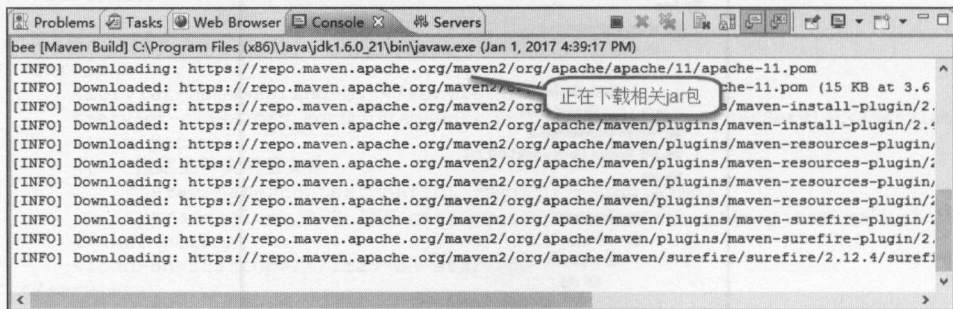 Problems Tasks Web Browser Console Servers
bee [Maven Build] C:\Program Files (x86)\Java\jdk1.6.0_21\bin\javaw.exe (Jan 1, 2017 4:39:17 PM)
[INFO] Downloading: https://repo.maven.apache.org/maven2/org/apache/apache/11/apache-11.pom
[INFO] Downloaded: https://repo.maven.apache.org/maven2/org/ che-11.pom (15 KB at 3.6
正在下载相关jar包
[INFO] Downloading: https://repo.maven.apache.org/maven2/org s/maven-install-plugin/2.
[INFO] Downloaded: https://repo.maven.apache.org/maven2/org/apache/maven/plugins/maven-install-plugin/2.4
[INFO] Downloading: https://repo.maven.apache.org/maven2/org/apache/maven/plugins/maven-resources-plugin/
[INFO] Downloaded: https://repo.maven.apache.org/maven2/org/apache/maven/plugins/maven-resources-plugin/2
[INFO] Downloading: https://repo.maven.apache.org/maven2/org/apache/maven/plugins/maven-resources-plugin/
[INFO] Downloaded: https://repo.maven.apache.org/maven2/org/apache/maven/plugins/maven-resources-plugin/2
[INFO] Downloading: https://repo.maven.apache.org/maven2/org/apache/maven/plugins/maven-surefire-plugin/2
[INFO] Downloaded: https://repo.maven.apache.org/maven2/org/apache/maven/plugins/maven-surefire-plugin/2.
[INFO] Downloading: https://repo.maven.apache.org/maven2/org/apache/maven/surefire/surefire/2.12.4/surefi